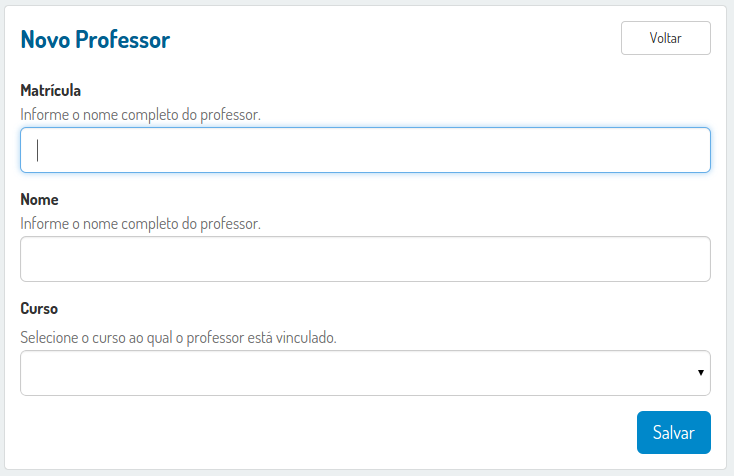 Novo Professor
Voltar
Matrícula
Informe o nome completo do professor.
Nome
Informe o nome completo do professor.
Curso
Selecione o curso ao qual o professor está vinculado.
Salvar